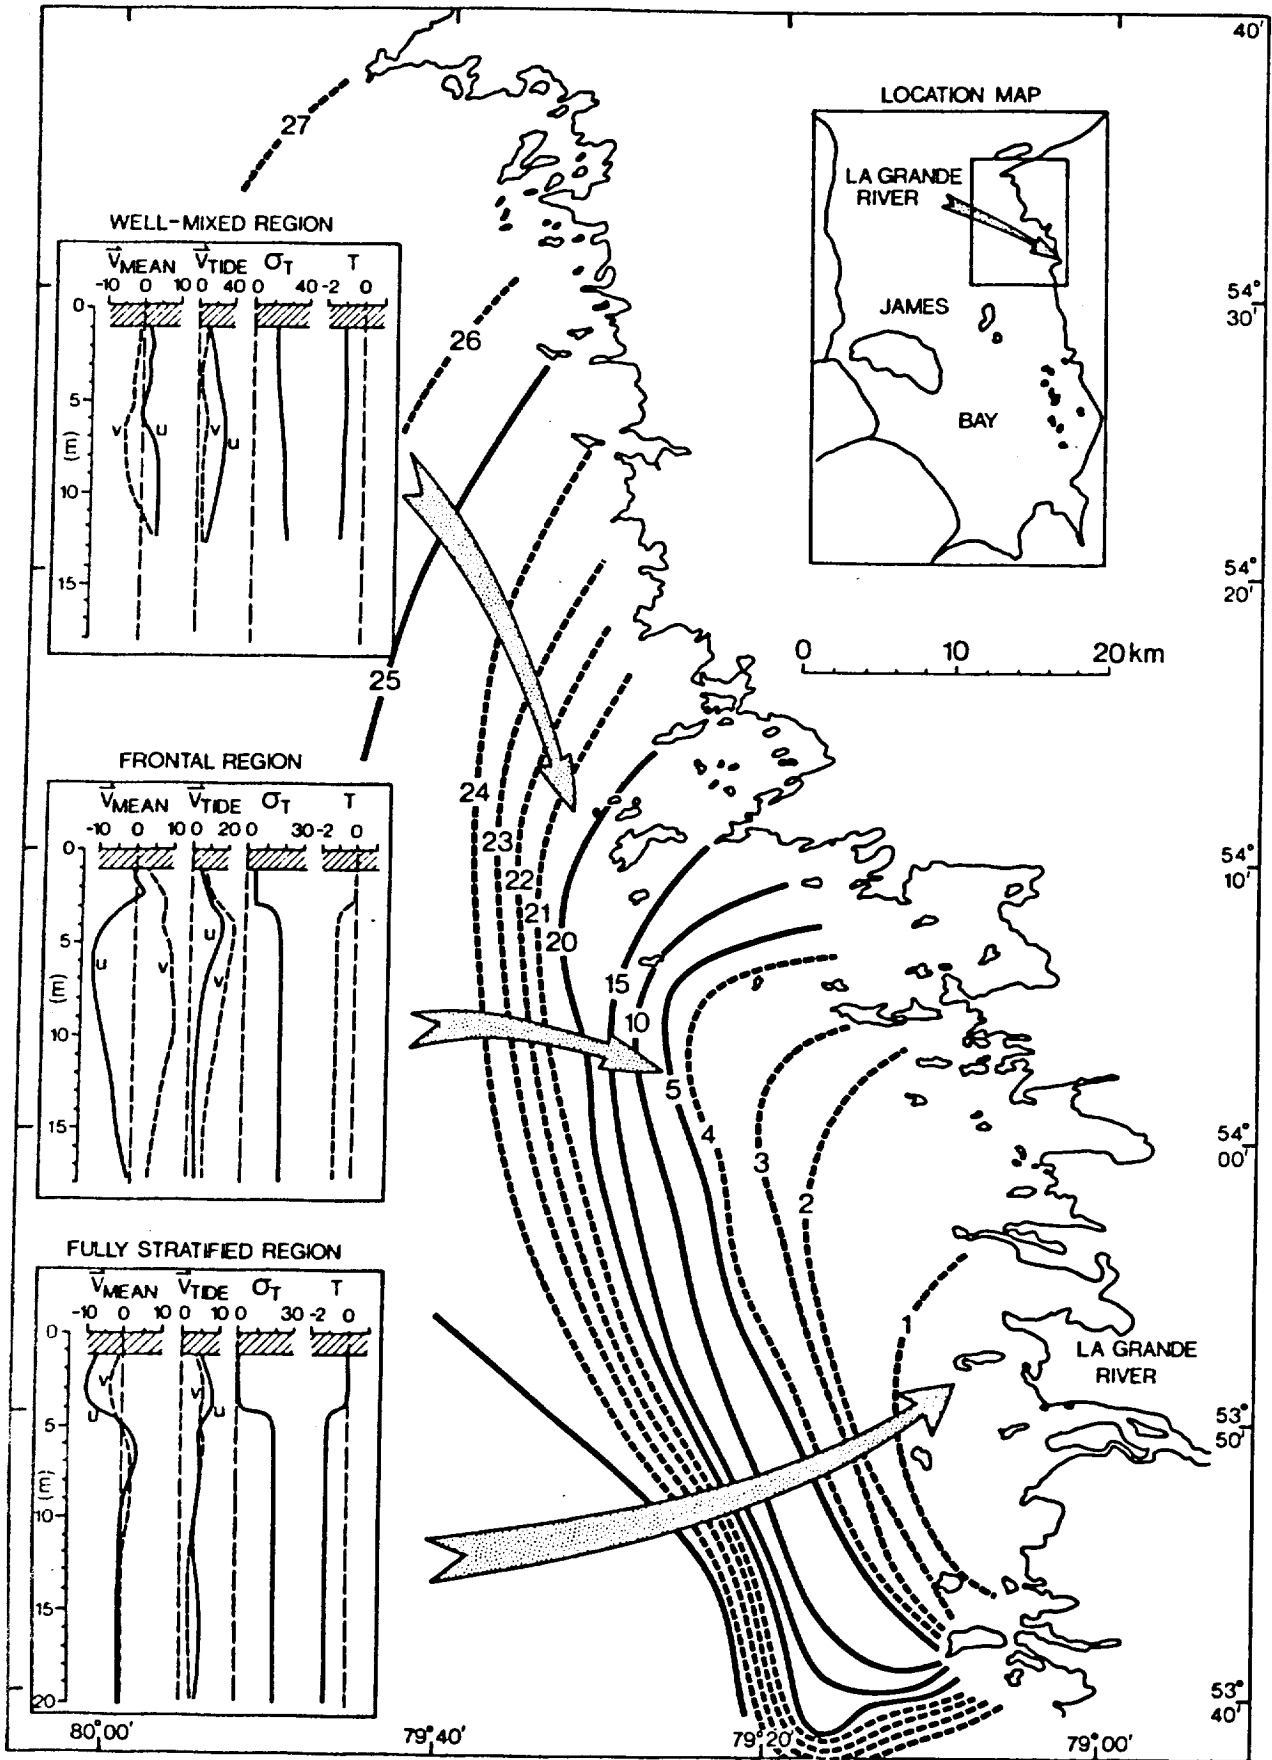 40'
27
LOCATION MAP
LA GRANDE
RIVER
JAMES
BAY
54°
30'
WELL-MIXED REGION
V MEAN V TIDE σT T
-10 0 10 0 40 0 40 -2 0
0
5
(m)
10
15
v u v u
26
25
54°
20'
0 10 20 km
FRONTAL REGION
V MEAN V TIDE σT T
-10 0 10 0 20 0 30 -2 0
0
5
(m)
10
15
u v u v
24
23
22
21
20
15
10
5
4
3
2
1
54°
10'
54°
00'
FULLY STRATIFIED REGION
V MEAN V TIDE σT T
-10 0 10 0 10 0 30 -2 0
0
5
(m)
10
15
20
v u v u
LA GRANDE
RIVER
53°
50'
53°
40'
80°00' 79°40' 79°20' 79°00'